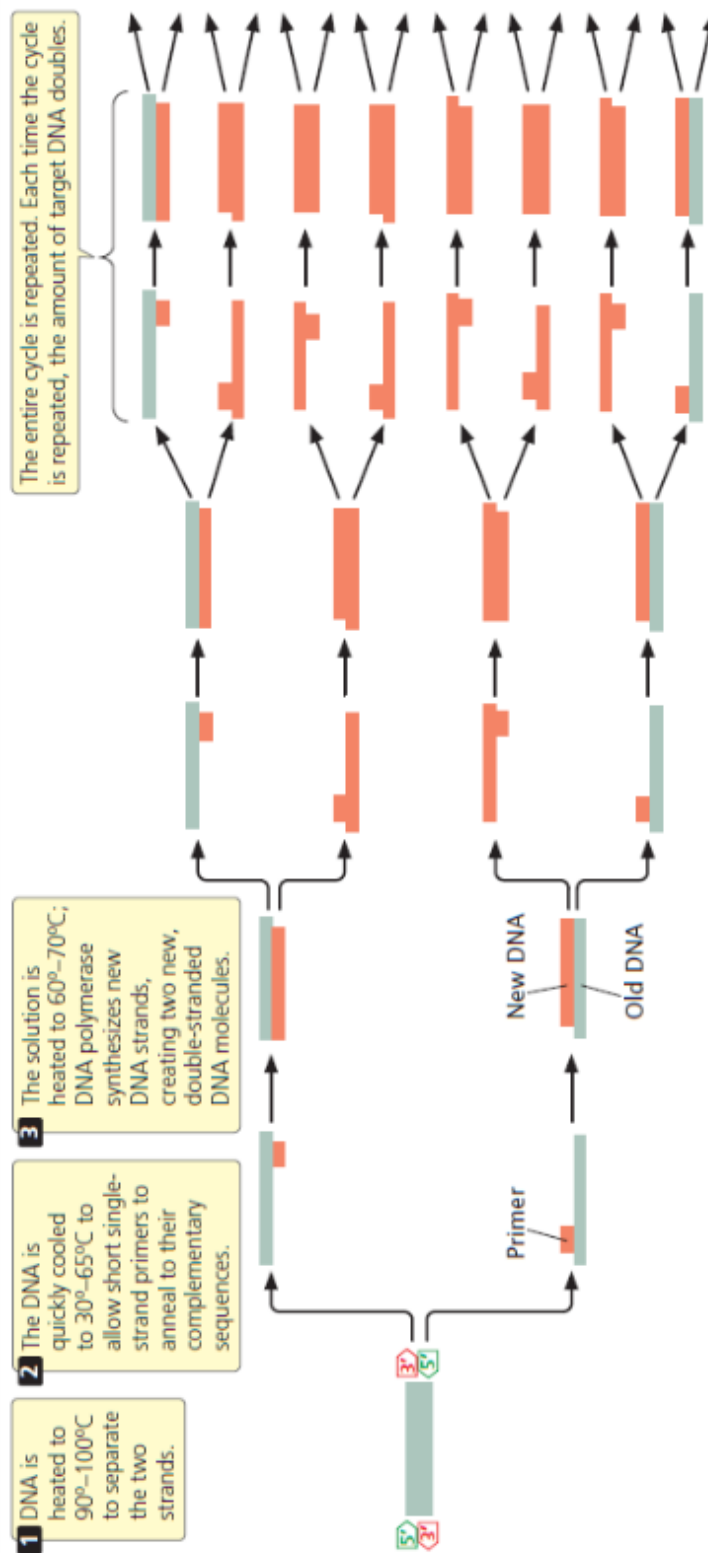 1 DNA is
heated to
90º–100ºC
to separate
the two
strands.
2 The DNA is
quickly cooled
to 30º–65ºC to
allow short single-
strand primers to
anneal to their
complementary
sequences.
3 The solution is
heated to 60º–70ºC;
DNA polymerase
synthesizes new
DNA strands,
creating two new,
double-stranded
DNA molecules.
The entire cycle is repeated. Each time the cycle
is repeated, the amount of target DNA doubles.
5′
3′
3′
5′
Primer
New DNA
Old DNA